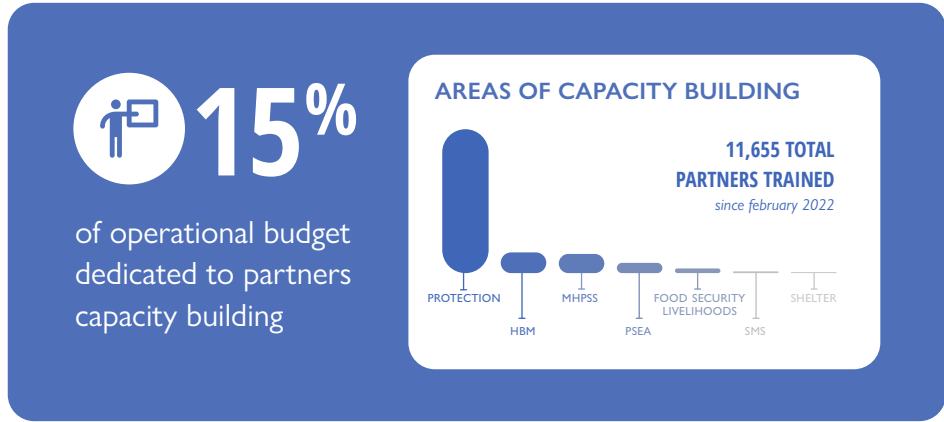 15%
of operational budget
dedicated to partners
capacity building
AREAS OF CAPACITY BUILDING
11,655 TOTAL
PARTNERS TRAINED
since february 2022
PROTECTION
HBM
MHPSS
PSEA
FOOD SECURITY
LIVELIHOODS
SMS
SHELTER